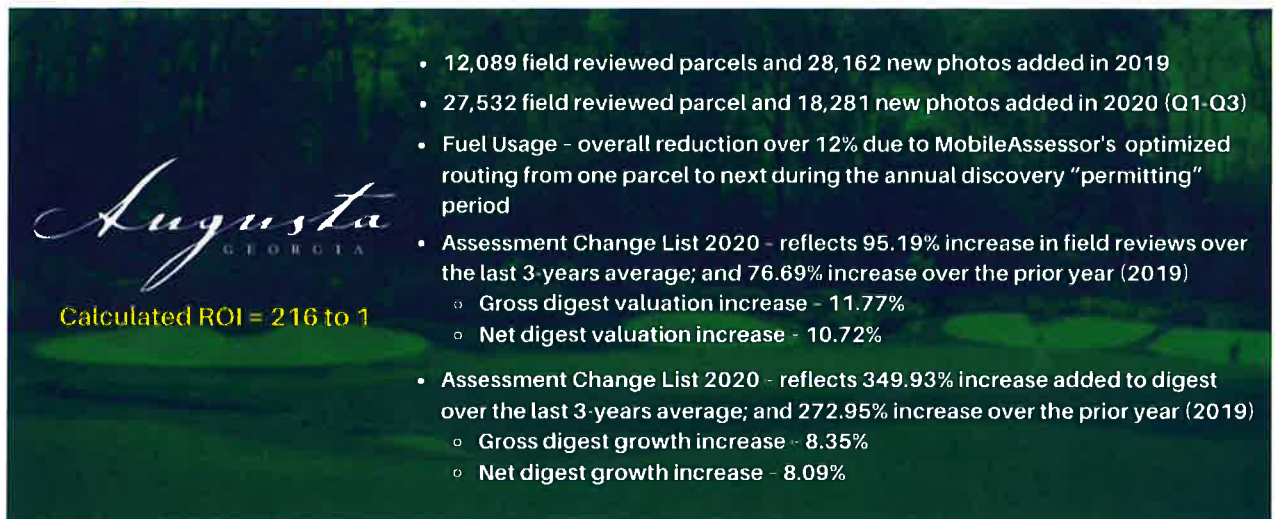 Augusta
GEORGIA
Calculated ROI = 216 to 1
• 12,089 field reviewed parcels and 28,162 new photos added in 2019
• 27,532 field reviewed parcel and 18,281 new photos added in 2020 (Q1-Q3)
• Fuel Usage - overall reduction over 12% due to MobileAssessor's optimized
routing from one parcel to next during the annual discovery "permitting"
period
• Assessment Change List 2020 - reflects 95.19% increase in field reviews over
the last 3-years average; and 76.69% increase over the prior year (2019)
○ Gross digest valuation increase - 11.77%
○ Net digest valuation increase - 10.72%
• Assessment Change List 2020 - reflects 349.93% increase added to digest
over the last 3-years average; and 272.95% increase over the prior year (2019)
○ Gross digest growth increase - 8.35%
○ Net digest growth increase - 8.09%